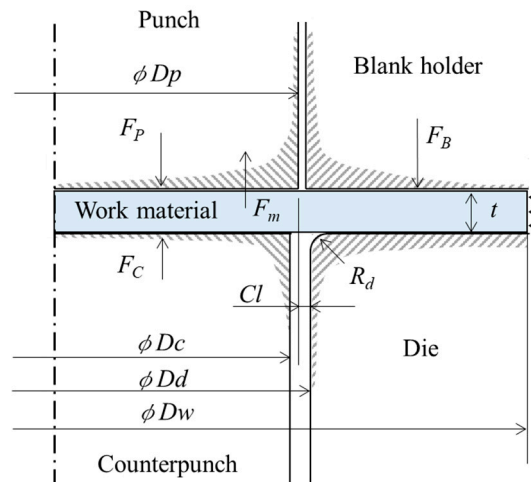 Punch
Blank holder
ϕDp
F_P
F_B
Work material
F_m
t
F_C
R_d
Cl
ϕDc
Die
ϕDd
ϕDw
Counterpunch